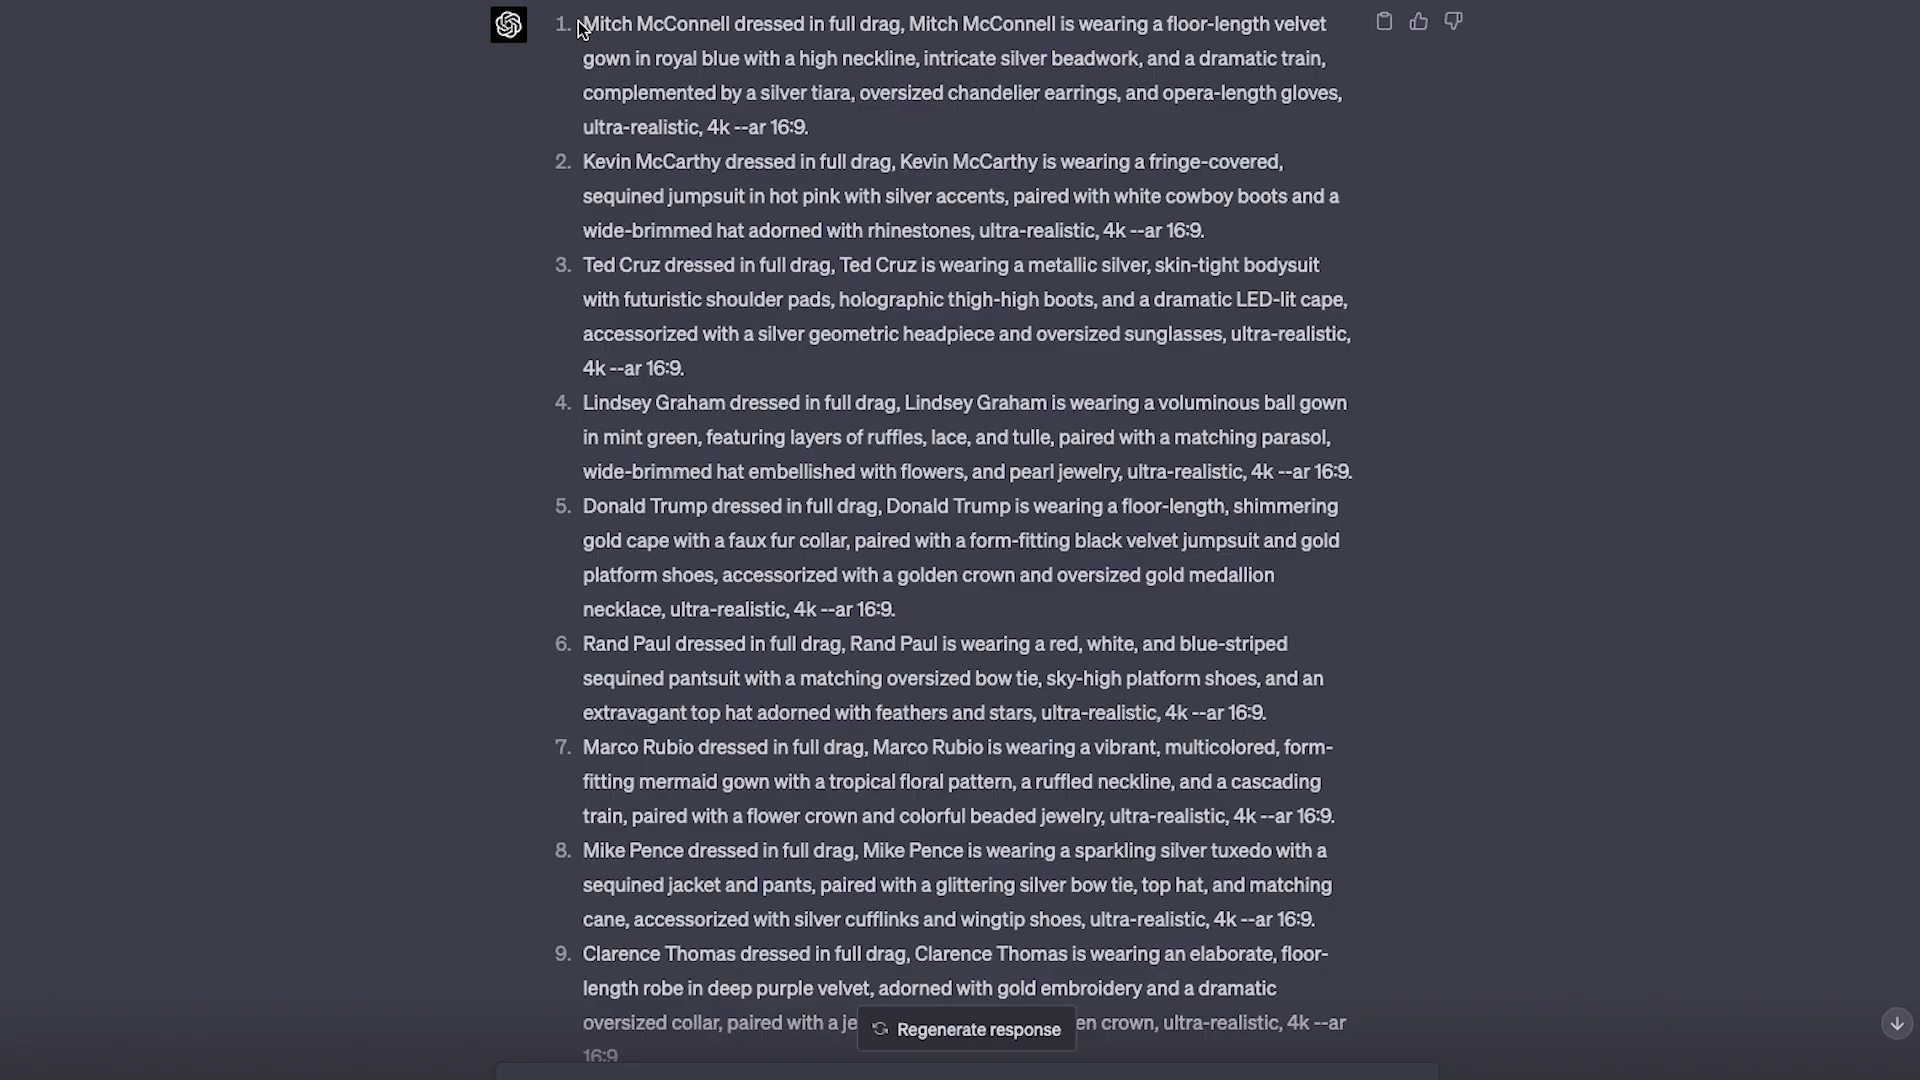 1. Mitch McConnell dressed in full drag, Mitch McConnell is wearing a floor-length velvet
gown in royal blue with a high neckline, intricate silver beadwork, and a dramatic train,
complemented by a silver tiara, oversized chandelier earrings, and opera-length gloves,
ultra-realistic, 4k --ar 16:9.
2. Kevin McCarthy dressed in full drag, Kevin McCarthy is wearing a fringe-covered,
sequined jumpsuit in hot pink with silver accents, paired with white cowboy boots and a
wide-brimmed hat adorned with rhinestones, ultra-realistic, 4k --ar 16:9.
3. Ted Cruz dressed in full drag, Ted Cruz is wearing a metallic silver, skin-tight bodysuit
with futuristic shoulder pads, holographic thigh-high boots, and a dramatic LED-lit cape,
accessorized with a silver geometric headpiece and oversized sunglasses, ultra-realistic,
4k --ar 16:9.
4. Lindsey Graham dressed in full drag, Lindsey Graham is wearing a voluminous ball gown
in mint green, featuring layers of ruffles, lace, and tulle, paired with a matching parasol,
wide-brimmed hat embellished with flowers, and pearl jewelry, ultra-realistic, 4k --ar 16:9.
5. Donald Trump dressed in full drag, Donald Trump is wearing a floor-length, shimmering
gold cape with a faux fur collar, paired with a form-fitting black velvet jumpsuit and gold
platform shoes, accessorized with a golden crown and oversized gold medallion
necklace, ultra-realistic, 4k --ar 16:9.
6. Rand Paul dressed in full drag, Rand Paul is wearing a red, white, and blue-striped
sequined pantsuit with a matching oversized bow tie, sky-high platform shoes, and an
extravagant top hat adorned with feathers and stars, ultra-realistic, 4k --ar 16:9.
7. Marco Rubio dressed in full drag, Marco Rubio is wearing a vibrant, multicolored, form-
fitting mermaid gown with a tropical floral pattern, a ruffled neckline, and a cascading
train, paired with a flower crown and colorful beaded jewelry, ultra-realistic, 4k --ar 16:9.
8. Mike Pence dressed in full drag, Mike Pence is wearing a sparkling silver tuxedo with a
sequined jacket and pants, paired with a glittering silver bow tie, top hat, and matching
cane, accessorized with silver cufflinks and wingtip shoes, ultra-realistic, 4k --ar 16:9.
9. Clarence Thomas dressed in full drag, Clarence Thomas is wearing an elaborate, floor-
length robe in deep purple velvet, adorned with gold embroidery and a dramatic
oversized collar, paired with a je en crown, ultra-realistic, 4k --ar
Regenerate response
16:9